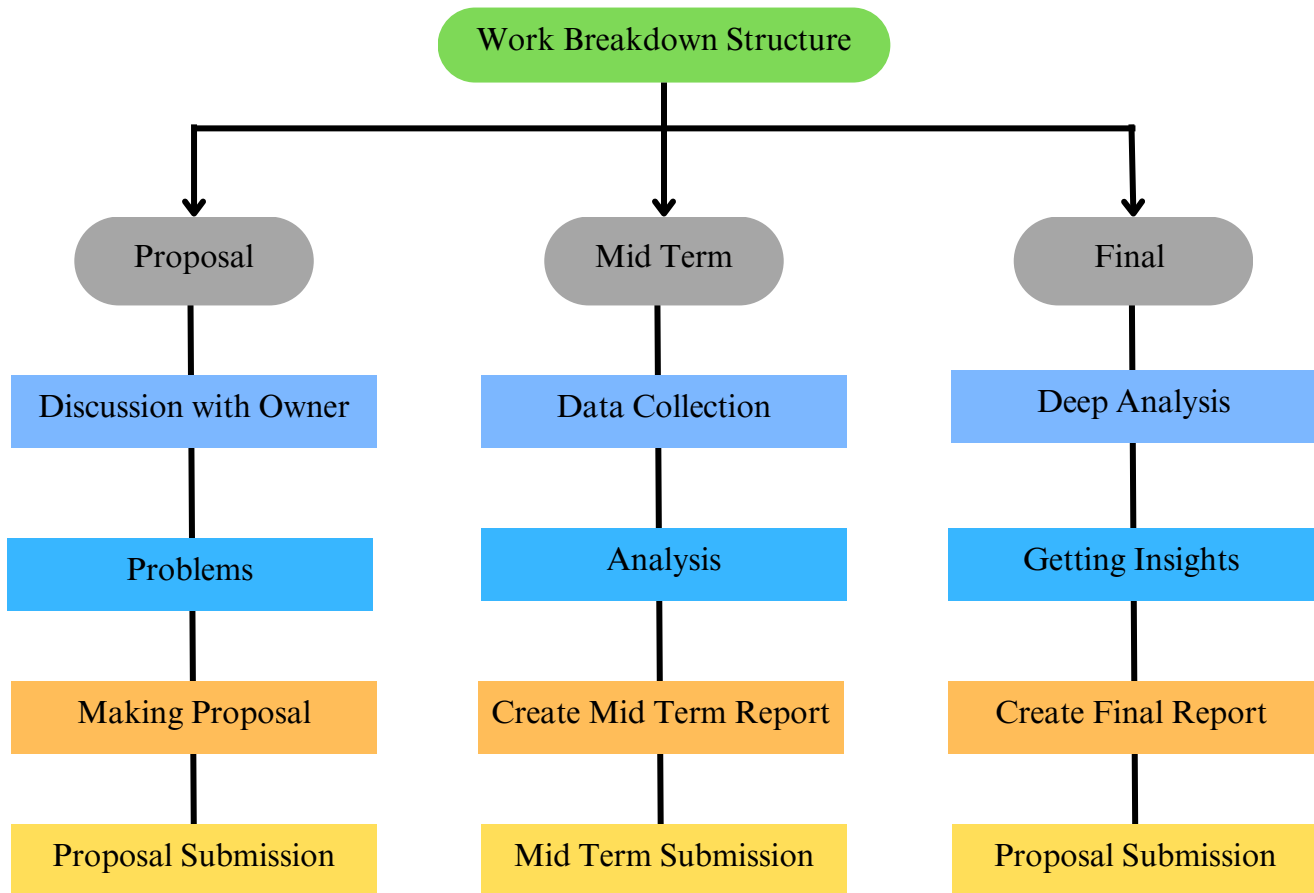 Work Breakdown Structure
Proposal
Mid Term
Final
Discussion with Owner
Data Collection
Deep Analysis
Problems
Analysis
Getting Insights
Making Proposal
Create Mid Term Report
Create Final Report
Proposal Submission
Mid Term Submission
Proposal Submission